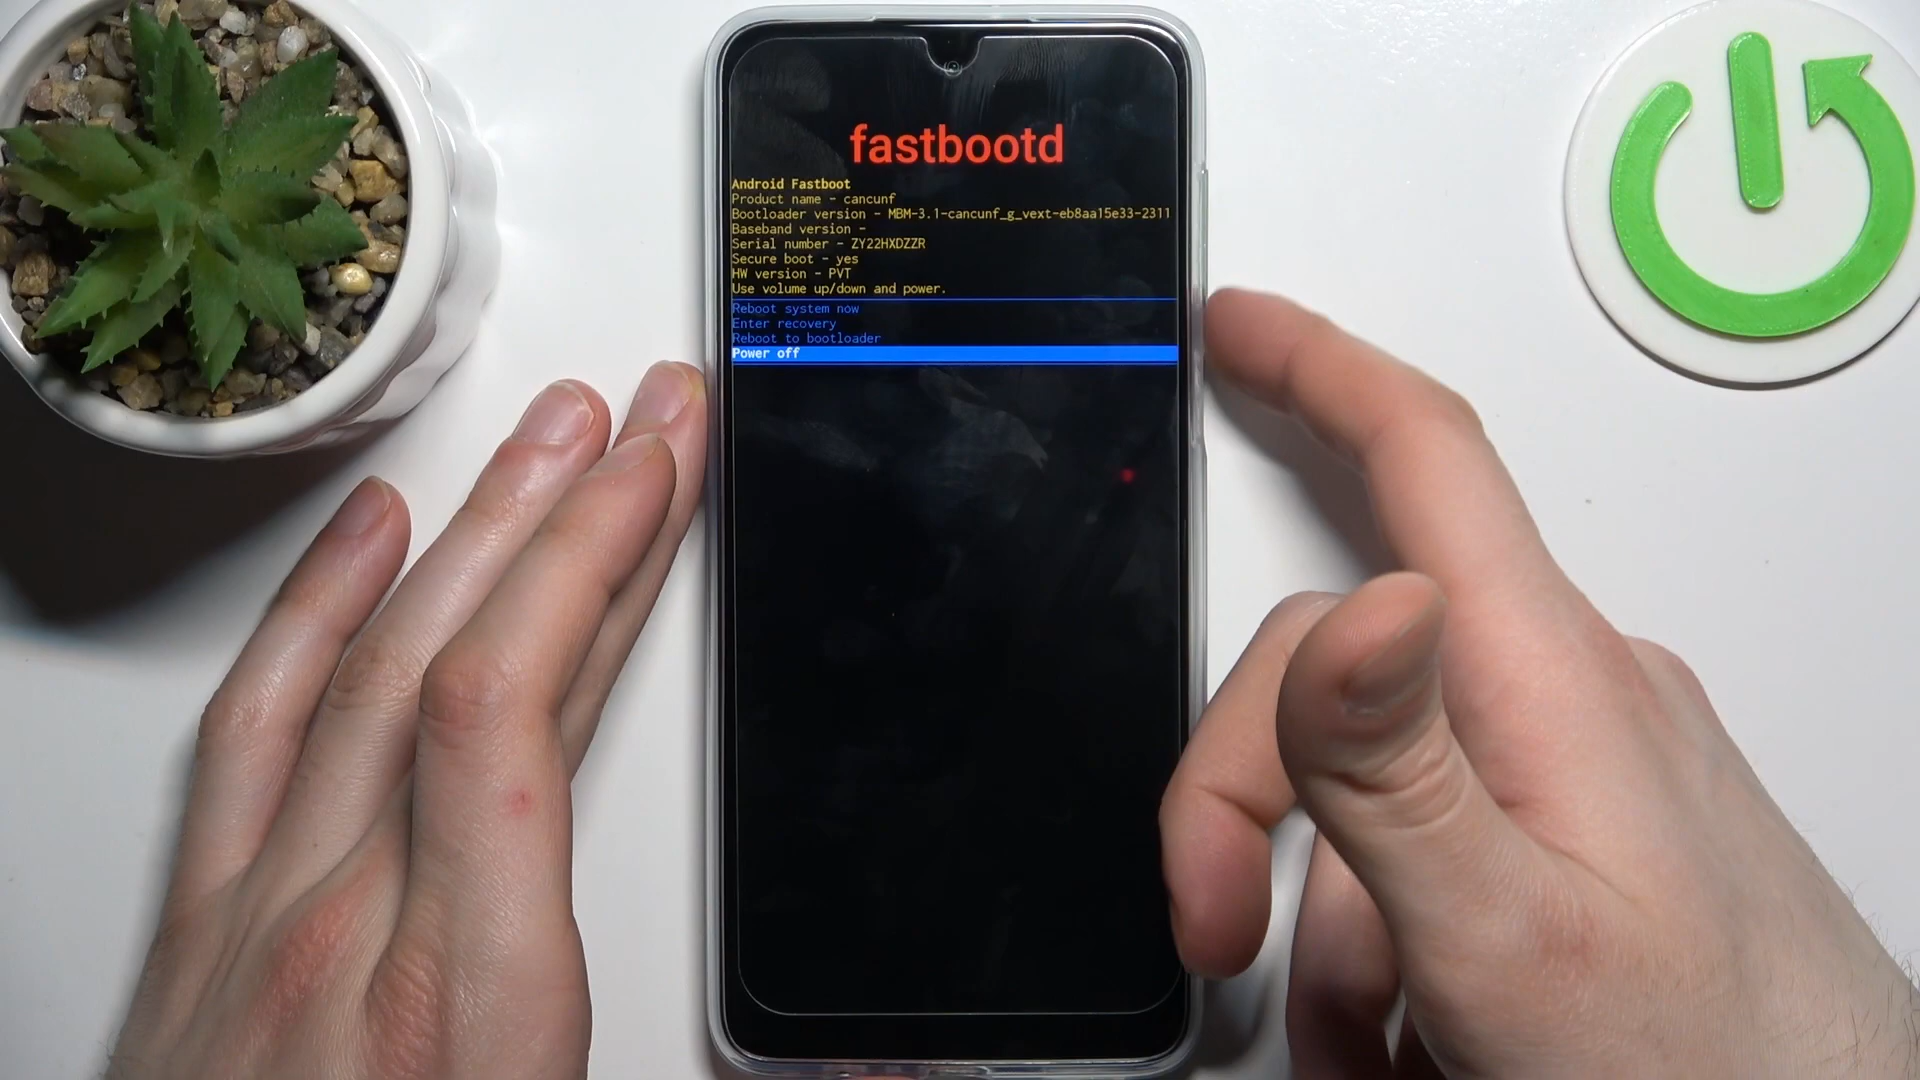 fastbootd
Android Fastboot
Product name - cancunf
Bootloader version - MBM-3.1-cancunf_g_vext-eb8aa15e33-2311
Baseband version -
Serial number - ZY22HXDZZR
Secure boot - yes
HW version - PVT
Use volume up/down and power.
Reboot system now
Enter recovery
Reboot to bootloader
Power off